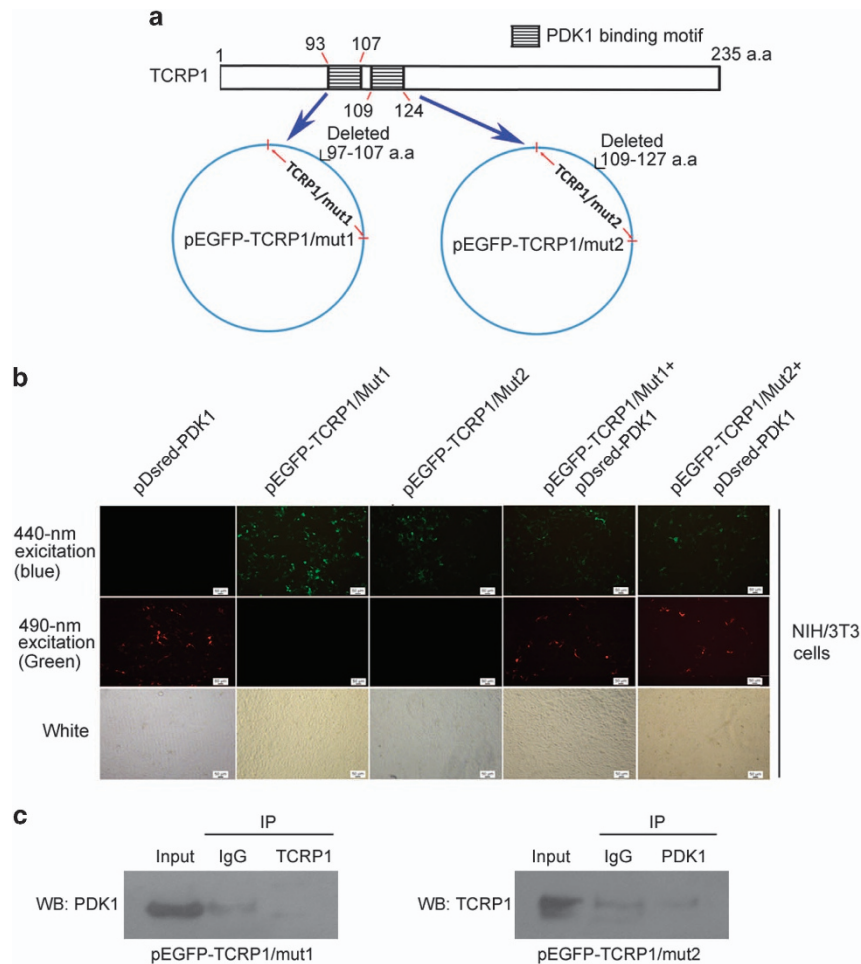 a
PDK1 binding motif
1
93
107
235 a.a
TCRP1
109
124
Deleted
97-107 a.a
TCRP1/mut1
pEGFP-TCRP1/mut1
Deleted
109-127 a.a
TCRP1/mut2
pEGFP-TCRP1/mut2
b
pDsred-PDK1
pEGFP-TCRP1/Mut1
pEGFP-TCRP1/Mut2
pEGFP-TCRP1/Mut1+
pDsred-PDK1
pEGFP-TCRP1/Mut2+
pDsred-PDK1
440-nm
exicitation
(blue)
490-nm
excitation
(Green)
White
NIH/3T3
cells
c
IP
Input IgG TCRP1
WB: PDK1
pEGFP-TCRP1/mut1
IP
Input IgG PDK1
WB: TCRP1
pEGFP-TCRP1/mut2